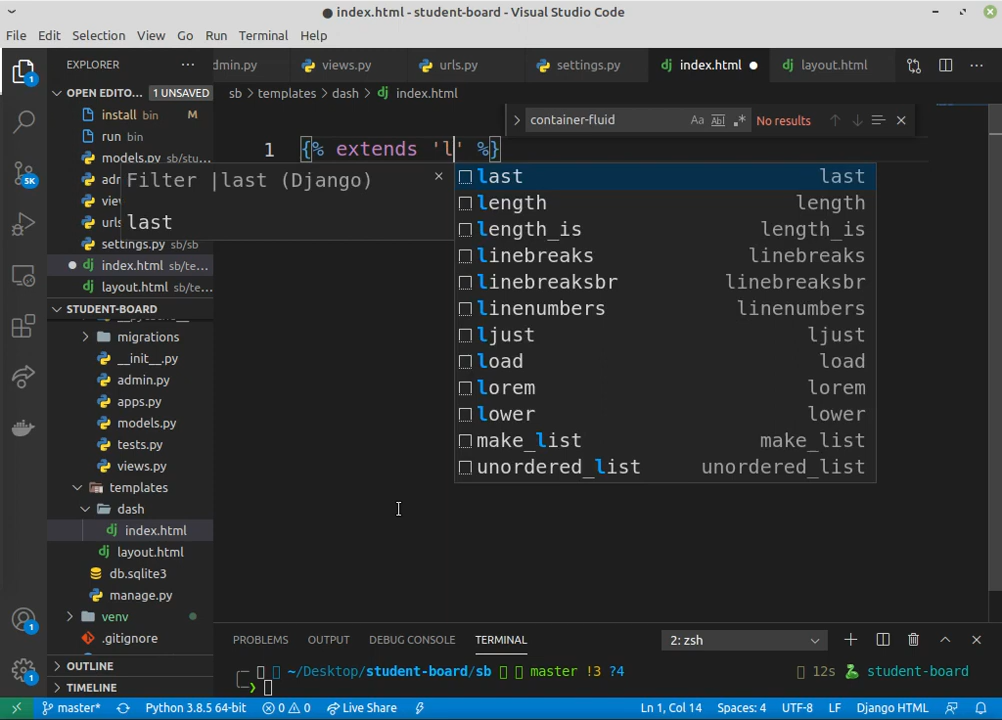 index.html - student-board - Visual Studio Code
File Edit Selection View Go Run Terminal Help
EXPLORER
dmin.py
views.py
urls.py
settings.py
index.html
layout.html
OPEN EDITO... 1 UNSAVED
sb > templates > dash > index.html
install bin M
run bin
models.py sb/stu...
container-fluid
Aa Abl .* No results
1 {% extends 'l' %}
Filter |last (Django)
last
settings.py sb/sb
index.html sb/te...
layout.html sb/te...
last last
length length
length_is length_is
linebreaks linebreaks
linebreaksbr linebreaksbr
linenumbers linenumbers
ljust ljust
load load
lorem lorem
lower lower
make_list make_list
unordered_list unordered_list
STUDENT-BOARD
migrations
__init__.py
admin.py
apps.py
models.py
tests.py
views.py
templates
dash
index.html
layout.html
db.sqlite3
manage.py
venv
.gitignore
OUTLINE
TIMELINE
1
5K
1
1
PROBLEMS OUTPUT DEBUG CONSOLE TERMINAL
2: zsh
~/Desktop/student-board/sb master !3 ?4
12s student-board
master* Python 3.8.5 64-bit 0 0 Live Share
Ln 1, Col 14 Spaces: 4 UTF-8 LF Django HTML